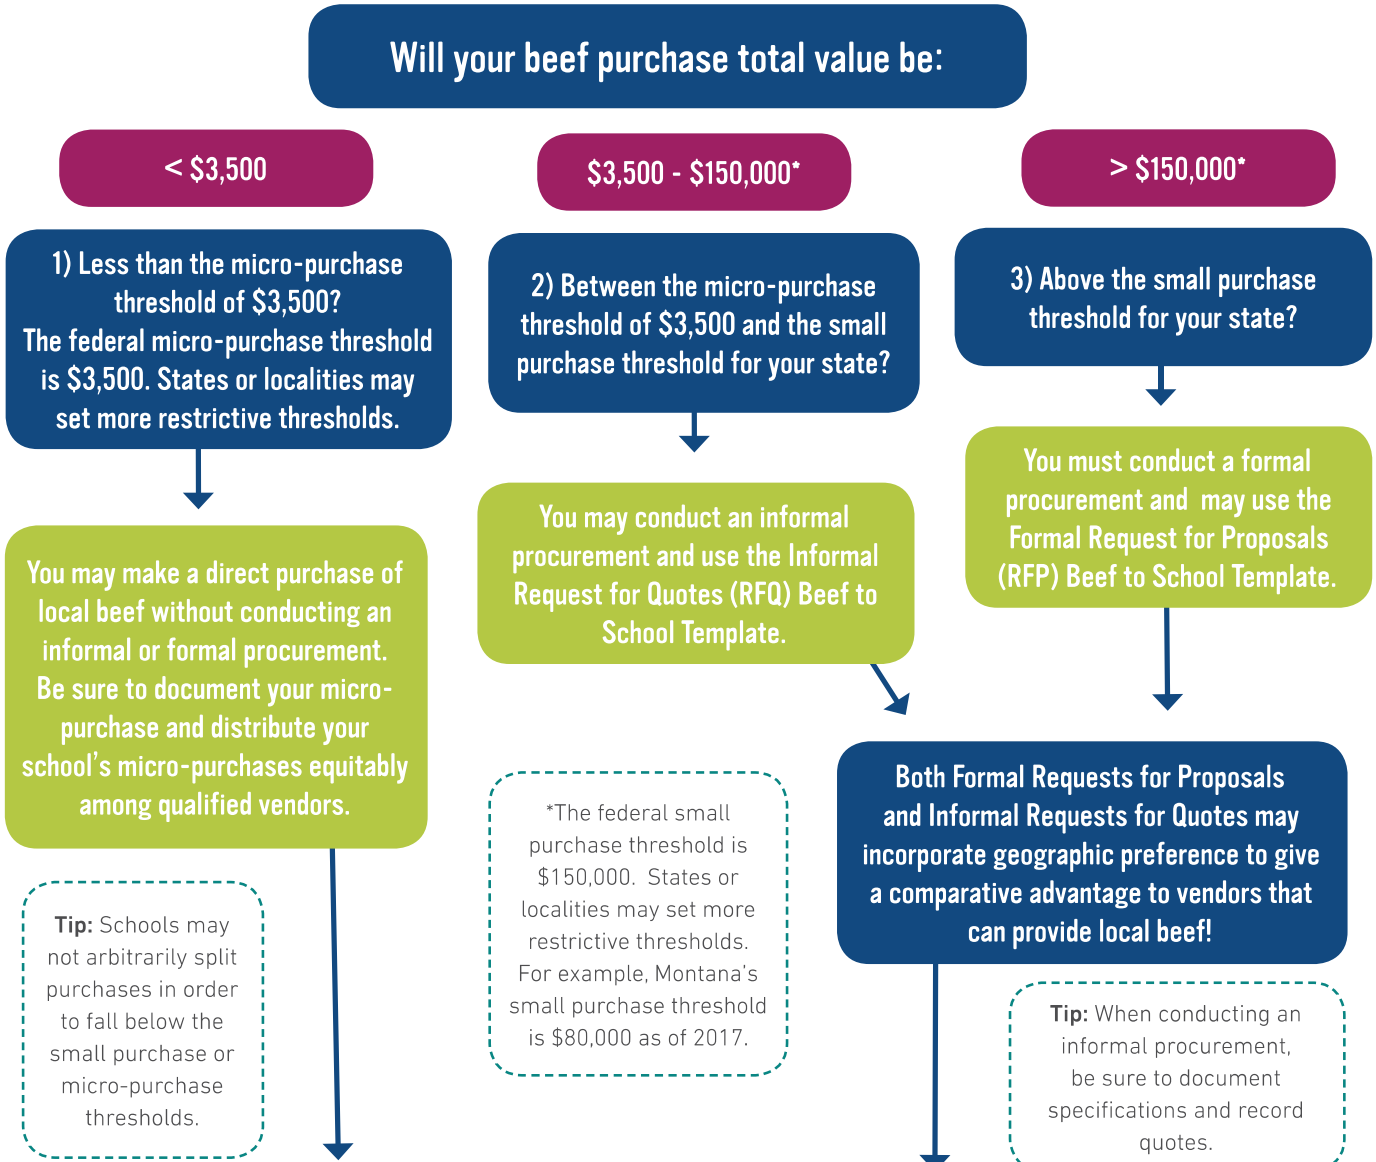 Will your beef purchase total value be:
< $3,500
$3,500 - $150,000*
> $150,000*
1) Less than the micro-purchase
threshold of $3,500?
The federal micro-purchase threshold
is $3,500. States or localities may
set more restrictive thresholds.
2) Between the micro-purchase
threshold of $3,500 and the small
purchase threshold for your state?
3) Above the small purchase
threshold for your state?
You may make a direct purchase of
local beef without conducting an
informal or formal procurement.
Be sure to document your micro-
purchase and distribute your
school's micro-purchases equitably
among qualified vendors.
You may conduct an informal
procurement and use the Informal
Request for Quotes (RFQ) Beef to
School Template.
You must conduct a formal
procurement and may use the
Formal Request for Proposals
(RFP) Beef to School Template.
Both Formal Requests for Proposals
and Informal Requests for Quotes may
incorporate geographic preference to give
a comparative advantage to vendors that
can provide local beef!
Tip: Schools may
not arbitrarily split
purchases in order
to fall below the
small purchase or
micro-purchase
thresholds.
*The federal small
purchase threshold is
$150,000. States or
localities may set more
restrictive thresholds.
For example, Montana's
small purchase threshold
is $80,000 as of 2017.
Tip: When conducting an
informal procurement,
be sure to document
specifications and record
quotes.